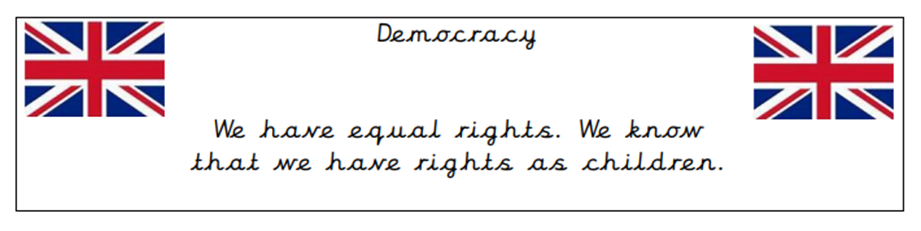 Democracy
We have equal rights. We know
that we have rights as children.